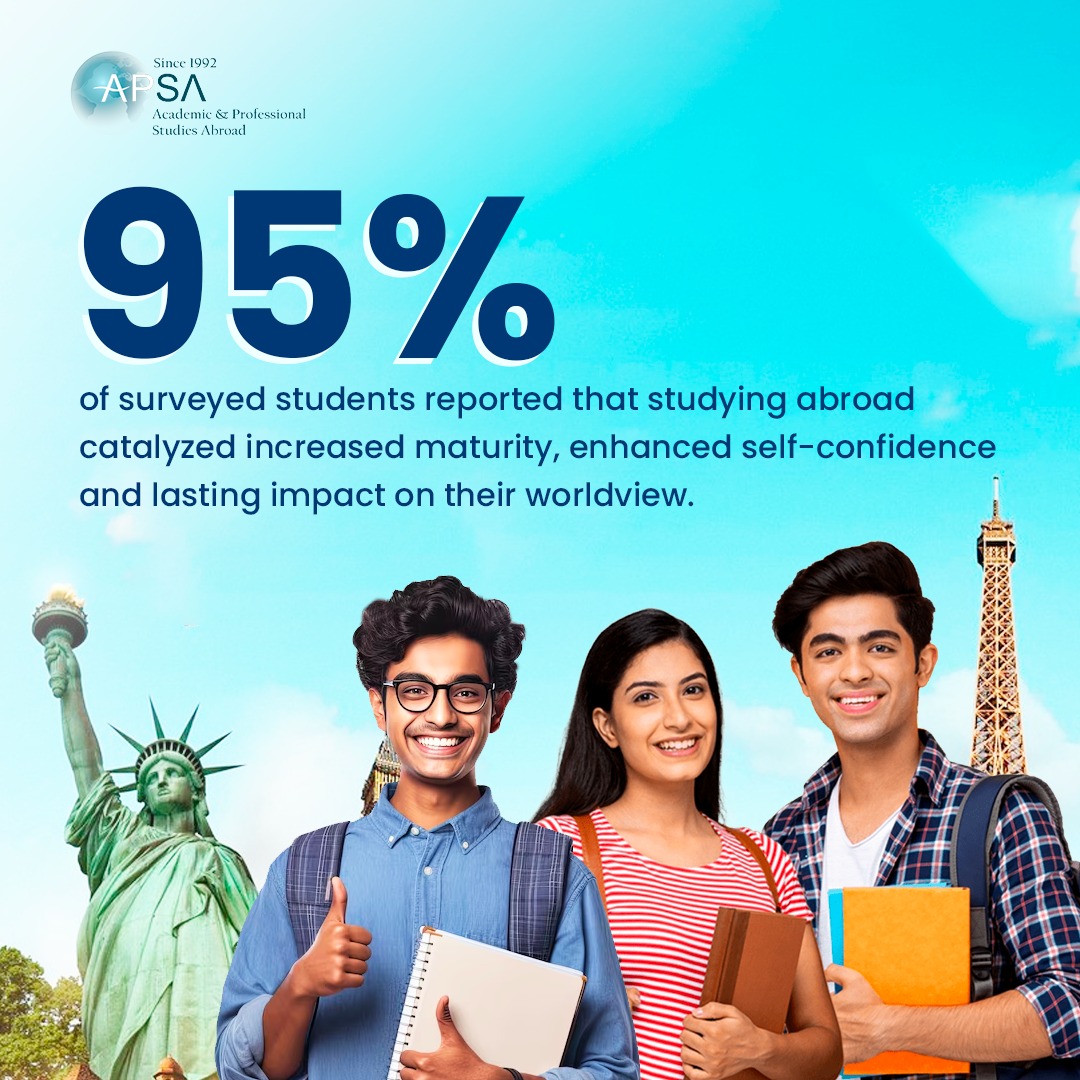 Since 1992
APSA
Academic & Professional
Studies Abroad
95%
of surveyed students reported that studying abroad
catalyzed increased maturity, enhanced self-confidence
and lasting impact on their worldview.